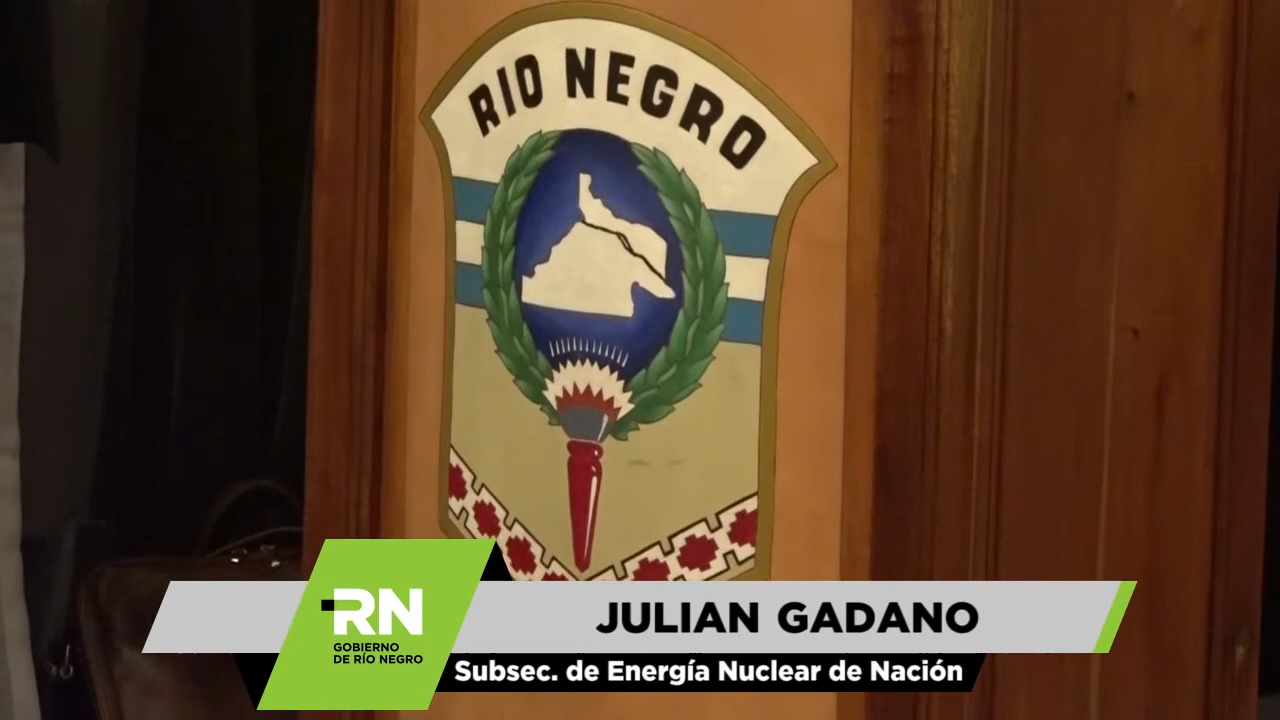 RIO NEGRO
RN
GOBIERNO
DE RÍO NEGRO
JULIAN GADANO
Subsec. de Energía Nuclear de Nación